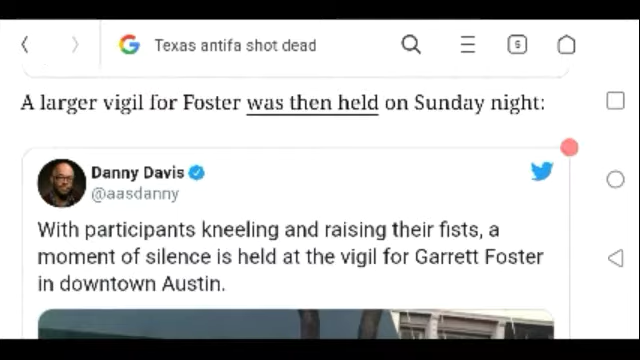 Texas antifa shot dead
5
A larger vigil for Foster was then held on Sunday night:
Danny Davis
@aasdanny
With participants kneeling and raising their fists, a
moment of silence is held at the vigil for Garrett Foster
in downtown Austin.